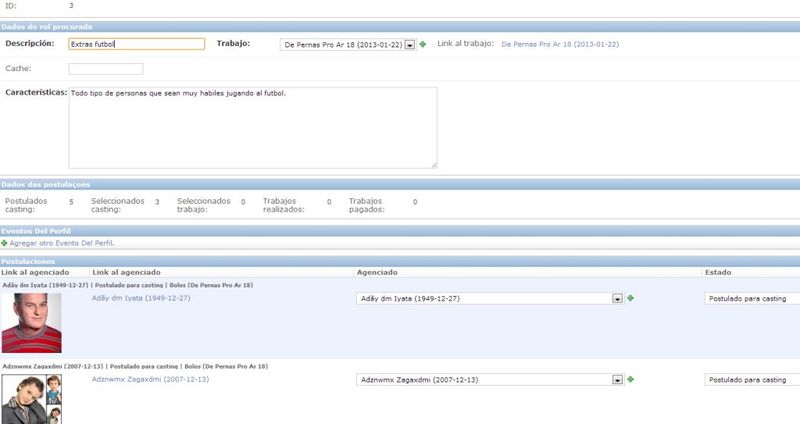 ID: 3
Dados do rol procurado
Descripción: Extras futbol Trabajo: De Pernas Pro Ar 18 (2013-01-22) Link al trabajo: De Pernas Pro Ar 18 (2013-01-22)
Cache:
Características: Todo tipo de personas que sean muy habiles jugando al futbol.
Dados das postulaçoes
Postulados casting: 5 Seleccionados casting: 3 Seleccionados trabajo: 0 Trabajos realizados: 0 Trabajos pagados: 0
Eventos Del Perfil
Agregar otro Evento Del Perfil.
Postulaciones
Link al agenciado Link al agenciado Agenciado Estado
Adãy dm Iyata (1949-12-27) | Postulado para casting | Bolos (De Pernas Pro Ar 18)
Adãy dm Iyata (1949-12-27) Adãy dm Iyata (1949-12-27) Postulado para casting
Adznwmx Zagaxdmi (2007-12-13) | Postulado para casting | Bolos (De Pernas Pro Ar 18)
Adznwmx Zagaxdmi (2007-12-13) Adznwmx Zagaxdmi (2007-12-13) Postulado para casting